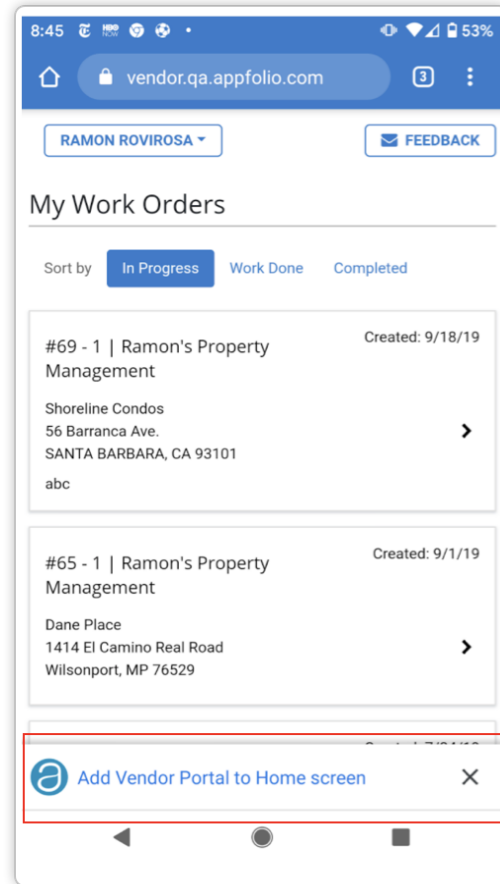 8:45
HBO
NOW
53%
vendor.qa.appfolio.com
3
RAMON ROVIROSA
FEEDBACK
My Work Orders
Sort by In Progress Work Done Completed
#69 - 1 | Ramon's Property
Management
Created: 9/18/19
Shoreline Condos
56 Barranca Ave.
SANTA BARBARA, CA 93101
abc
#65 - 1 | Ramon's Property
Management
Created: 9/1/19
Dane Place
1414 El Camino Real Road
Wilsonport, MP 76529
Add Vendor Portal to Home screen